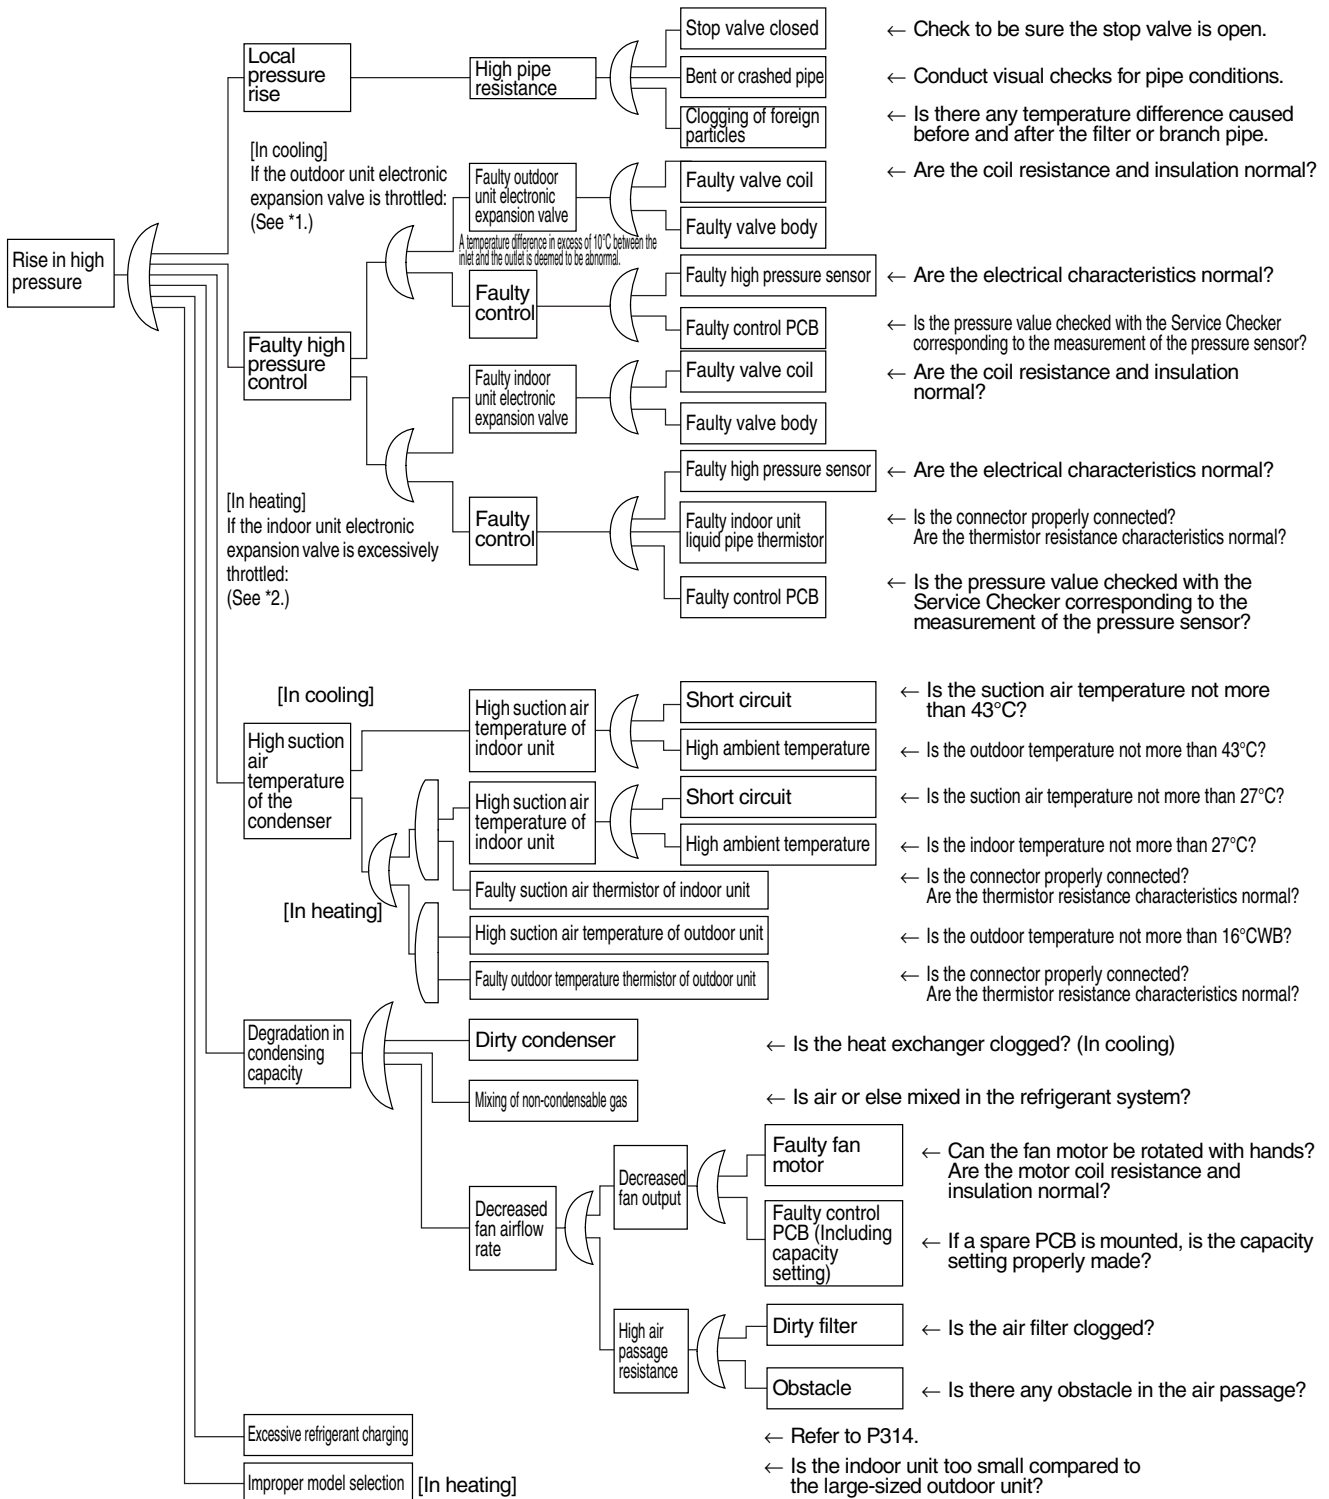 Stop valve closed
← Check to be sure the stop valve is open.
Local
pressure
rise
High pipe
resistance
Bent or crashed pipe
← Conduct visual checks for pipe conditions.
Clogging of foreign
particles
← Is there any temperature difference caused
before and after the filter or branch pipe.
[In cooling]
If the outdoor unit electronic
expansion valve is throttled:
(See *1.)
Faulty outdoor
unit electronic
expansion valve
Faulty valve coil
← Are the coil resistance and insulation normal?
Faulty valve body
A temperature difference in excess of 10°C between the
inlet and the outlet is deemed to be abnormal.
Rise in high
pressure
Faulty
control
Faulty high pressure sensor
← Are the electrical characteristics normal?
Faulty control PCB
← Is the pressure value checked with the Service Checker
corresponding to the measurement of the pressure sensor?
Faulty high
pressure
control
Faulty indoor
unit electronic
expansion valve
Faulty valve coil
← Are the coil resistance and insulation
normal?
Faulty valve body
[In heating]
If the indoor unit electronic
expansion valve is excessively
throttled:
(See *2.)
Faulty
control
Faulty high pressure sensor
← Are the electrical characteristics normal?
Faulty indoor unit
liquid pipe thermistor
← Is the connector properly connected?
Are the thermistor resistance characteristics normal?
Faulty control PCB
← Is the pressure value checked with the
Service Checker corresponding to the
measurement of the pressure sensor?
[In cooling]
High suction
air
temperature
of the
condenser
High suction air
temperature of
indoor unit
Short circuit
← Is the suction air temperature not more
than 43°C?
High ambient temperature
← Is the outdoor temperature not more than 43°C?
High suction air
temperature of
indoor unit
Short circuit
← Is the suction air temperature not more than 27°C?
High ambient temperature
← Is the indoor temperature not more than 27°C?
[In heating]
Faulty suction air thermistor of indoor unit
← Is the connector properly connected?
Are the thermistor resistance characteristics normal?
High suction air temperature of outdoor unit
← Is the outdoor temperature not more than 16°CWB?
Faulty outdoor temperature thermistor of outdoor unit
← Is the connector properly connected?
Are the thermistor resistance characteristics normal?
Degradation in
condensing
capacity
Dirty condenser
← Is the heat exchanger clogged? (In cooling)
Mixing of non-condensable gas
← Is air or else mixed in the refrigerant system?
Decreased
fan airflow
rate
Decreased
fan output
Faulty fan
motor
← Can the fan motor be rotated with hands?
Are the motor coil resistance and
insulation normal?
Faulty control
PCB (Including
capacity
setting)
← If a spare PCB is mounted, is the capacity
setting properly made?
High air
passage
resistance
Dirty filter
← Is the air filter clogged?
Obstacle
← Is there any obstacle in the air passage?
Excessive refrigerant charging
← Refer to P314.
Improper model selection
[In heating]
← Is the indoor unit too small compared to
the large-sized outdoor unit?